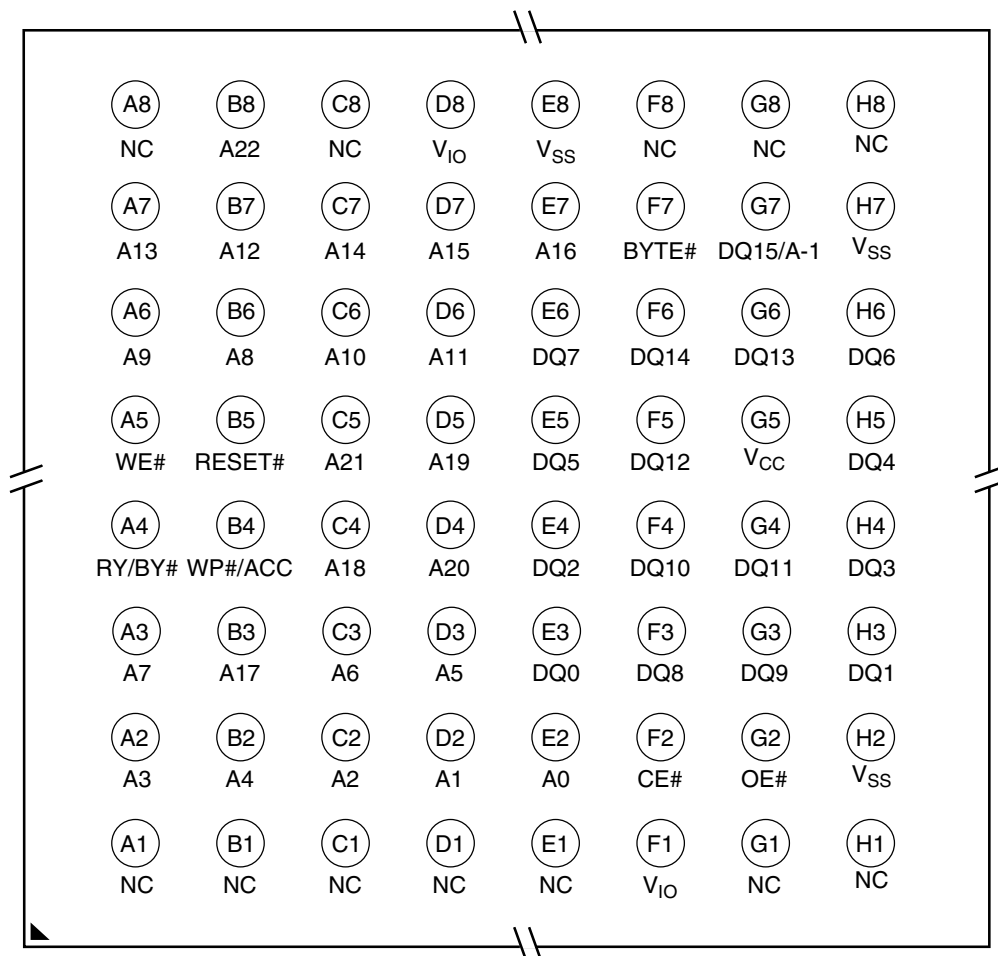 A8 B8 C8 D8 E8 F8 G8 H8
NC A22 NC VIO VSS NC NC NC
A7 B7 C7 D7 E7 F7 G7 H7
A13 A12 A14 A15 A16 BYTE# DQ15/A-1 VSS
A6 B6 C6 D6 E6 F6 G6 H6
A9 A8 A10 A11 DQ7 DQ14 DQ13 DQ6
A5 B5 C5 D5 E5 F5 G5 H5
WE# RESET# A21 A19 DQ5 DQ12 VCC DQ4
A4 B4 C4 D4 E4 F4 G4 H4
RY/BY# WP#/ACC A18 A20 DQ2 DQ10 DQ11 DQ3
A3 B3 C3 D3 E3 F3 G3 H3
A7 A17 A6 A5 DQ0 DQ8 DQ9 DQ1
A2 B2 C2 D2 E2 F2 G2 H2
A3 A4 A2 A1 A0 CE# OE# VSS
A1 B1 C1 D1 E1 F1 G1 H1
NC NC NC NC NC VIO NC NC